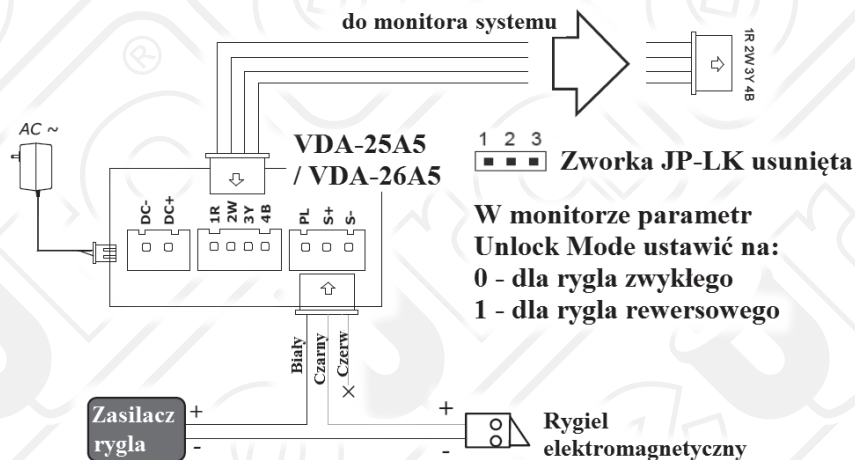 do monitora systemu
1R 2W 3Y 4B
AC ~
VDA-25A5
/ VDA-26A5
1 2 3
Zworka JP-LK usunięta
DC- DC+ 1R 2W 3Y 4B PL S+ S-
W monitorze parametr
Unlock Mode ustawić na:
0 - dla rygla zwykłego
1 - dla rygla rewersowego
Biały
Czarny
Czerw
Zasilacz
rygla
+
-
+
-
Rygiel
elektromagnetyczny